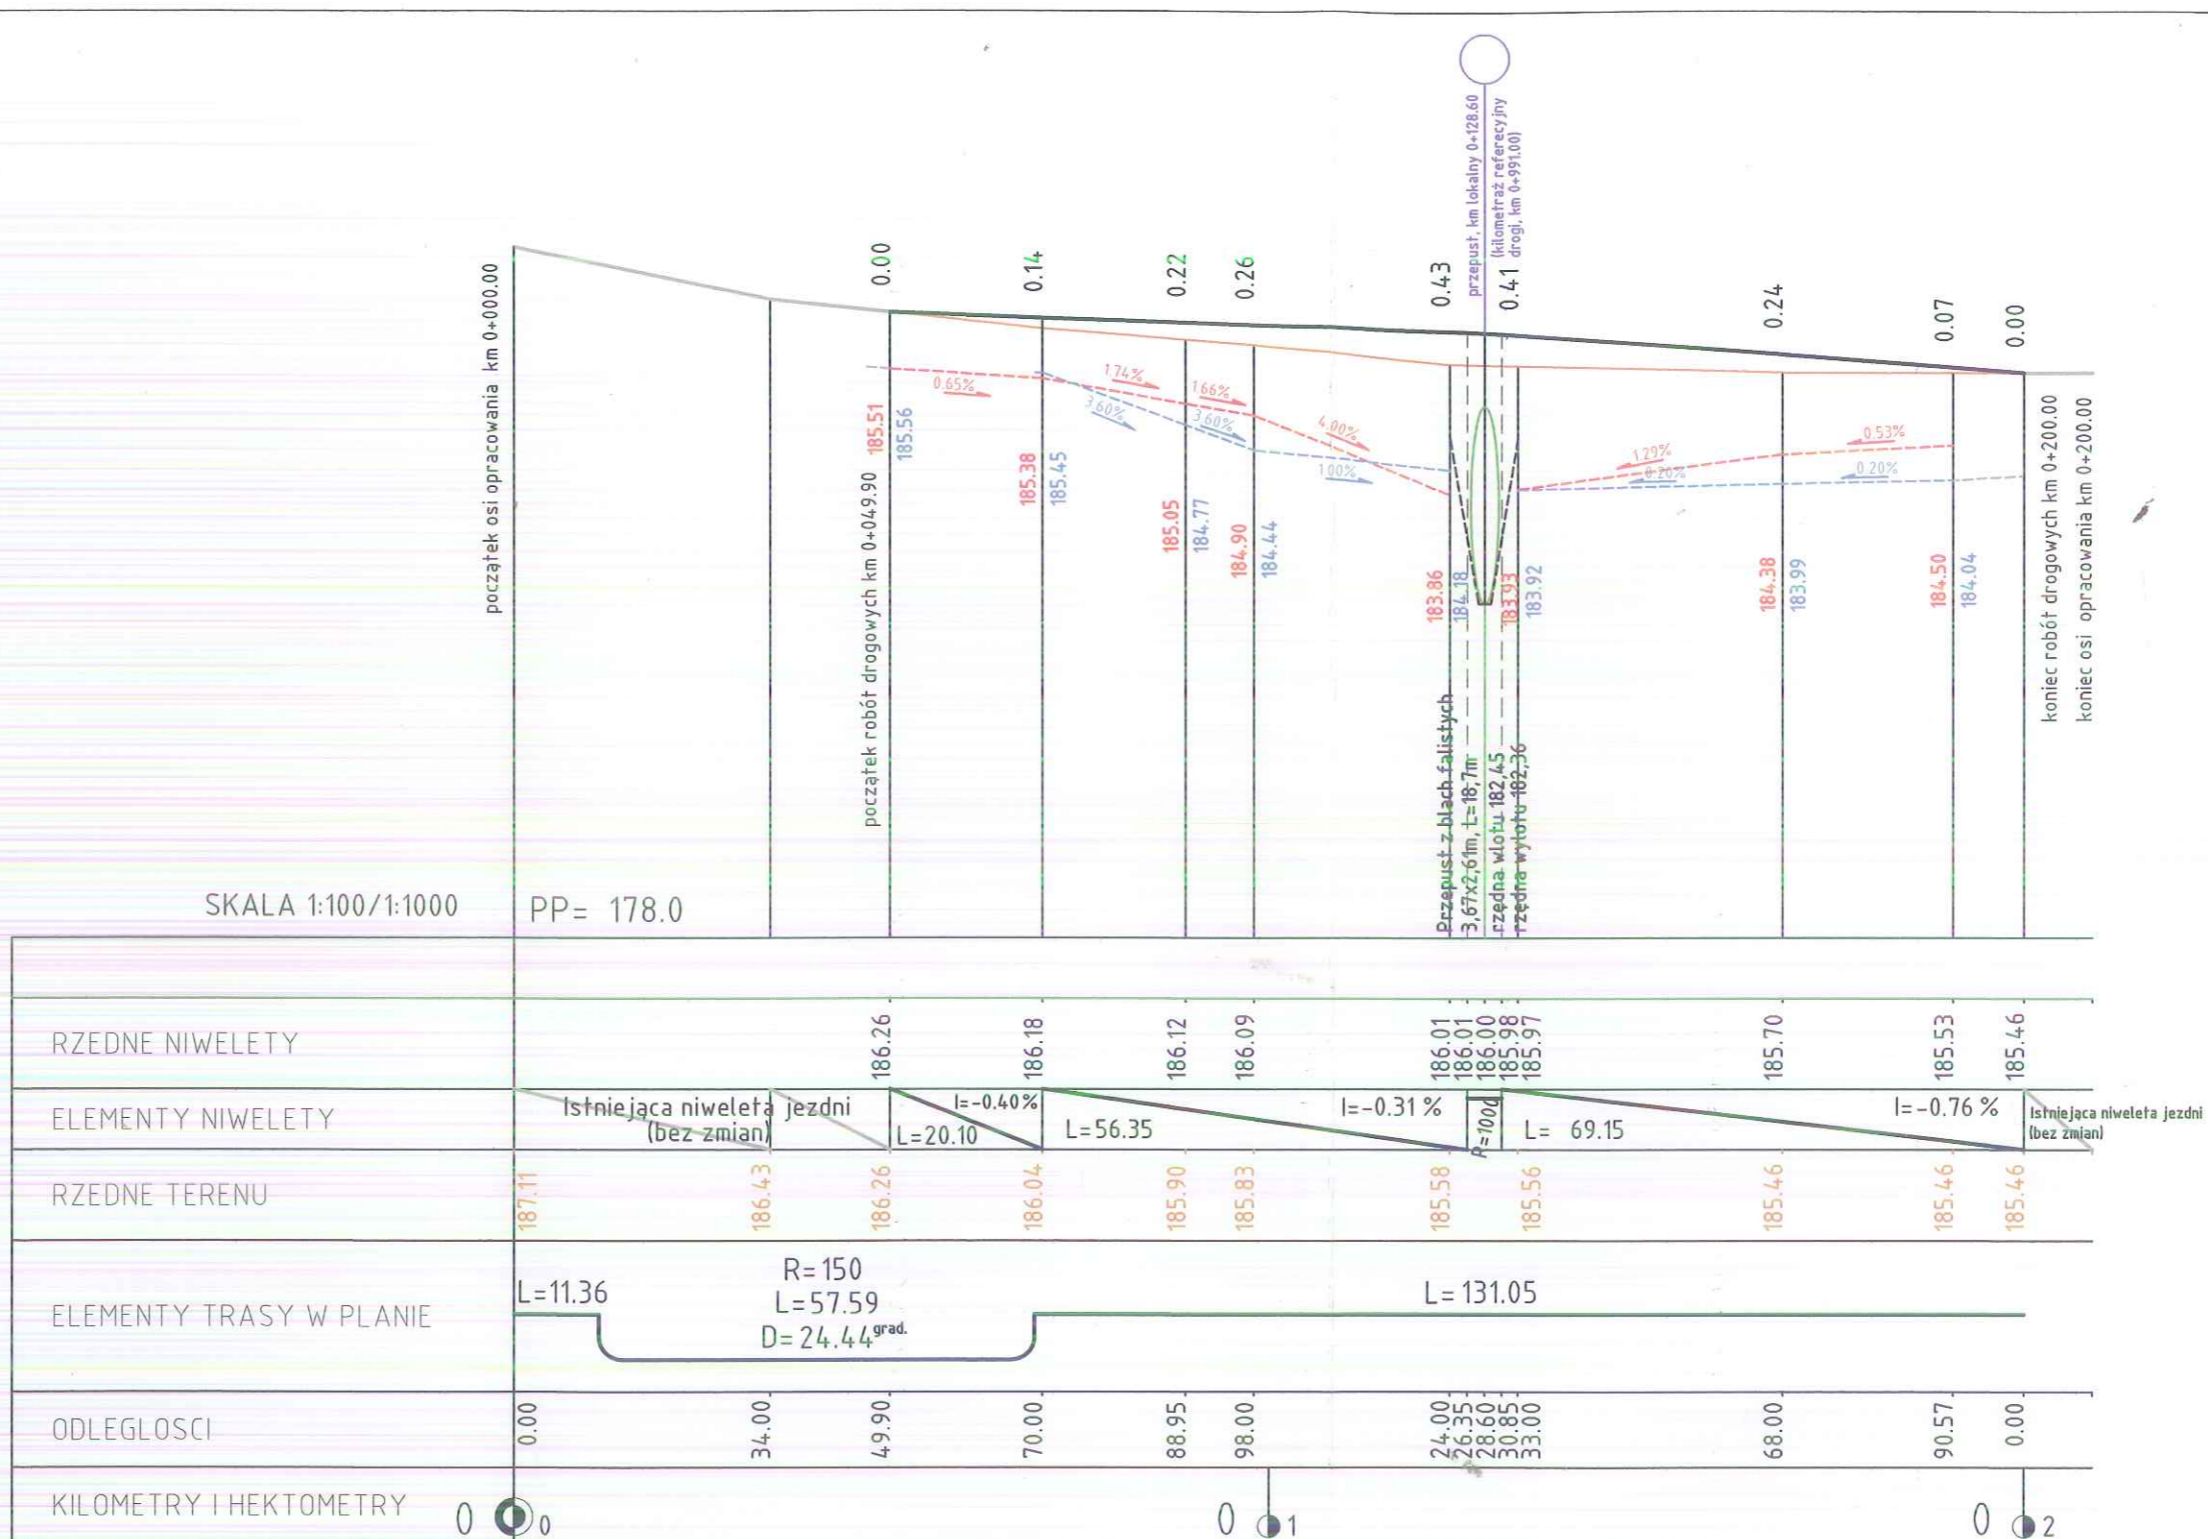 przepust, km lokalny 0+128.60
(kilometraż referecyjny
drogi, km 0+991.00)
0.00
0.14
0.22
0.26
0.43
0.41
0.24
0.07
0.00
początek osi opracowania km 0+000.00
początek robót drogowych km 0+049.90
0.65%
1.74%
3.60%
1.66%
3.60%
4.00%
1.00%
1.29%
0.20%
0.53%
0.20%
185.51
185.56
185.38
185.45
185.05
184.77
184.90
184.44
183.86
184.18
183.93
183.92
184.38
183.99
184.50
184.04
koniec robót drogowych km 0+200.00
koniec osi opracowania km 0+200.00
Przepust z blach falistych
3,67x2,61m, L=18,7m
rzędna wlotu 182,45
rzędna wylotu 182,36
SKALA 1:100/1:1000
PP= 178.0
RZEDNE NIWELETY
186.26
186.18
186.12
186.09
186.01
186.01
186.00
185.98
185.97
185.70
185.53
185.46
ELEMENTY NIWELETY
Istniejąca niweleta jezdni
(bez zmian)
I=-0.40%
L=20.10
L=56.35
I=-0.31 %
L= 69.15
I=-0.76 %
Istniejąca niweleta jezdni
(bez zmian)
RZEDNE TERENU
187.11
186.43
186.26
186.04
185.90
185.83
185.58
185.56
185.46
185.46
185.46
ELEMENTY TRASY W PLANIE
L=11.36
R=150
L=57.59
D=24.44grad.
L=131.05
ODLEGLOSCI
0.00
34.00
49.90
70.00
88.95
98.00
24.00
26.35
28.60
30.85
33.00
68.00
90.57
0.00
KILOMETRY I HEKTOMETRY
0 0
0 1
0 2